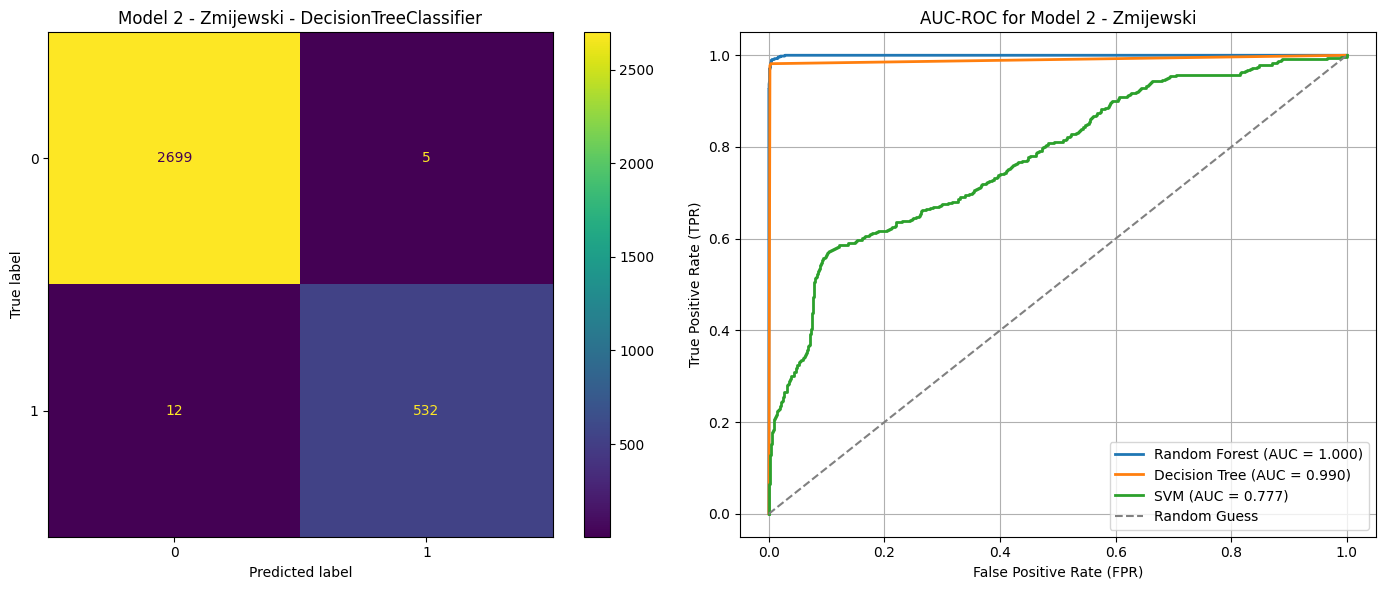 Model 2 - Zmijewski - DecisionTreeClassifier
2699
5
12
532
0
1
True label
0
1
Predicted label
2500
2000
1500
1000
500
AUC-ROC for Model 2 - Zmijewski
1.0
0.8
0.6
0.4
0.2
0.0
True Positive Rate (TPR)
0.0
0.2
0.4
0.6
0.8
1.0
False Positive Rate (FPR)
Random Forest (AUC = 1.000)
Decision Tree (AUC = 0.990)
SVM (AUC = 0.777)
Random Guess